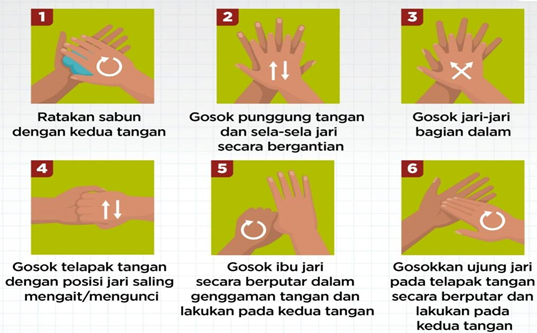 1
Ratakan sabun
dengan kedua tangan
2
Gosok punggung tangan
dan sela-sela jari
secara bergantian
3
Gosok jari-jari
bagian dalam
4
Gosok telapak tangan
dengan posisi jari saling
mengait/mengunci
5
Gosok ibu jari
secara berputar dalam
genggaman tangan dan
lakukan pada kedua tangan
6
Gosokkan ujung jari
pada telapak tangan
secara berputar dan
lakukan pada
kedua tangan